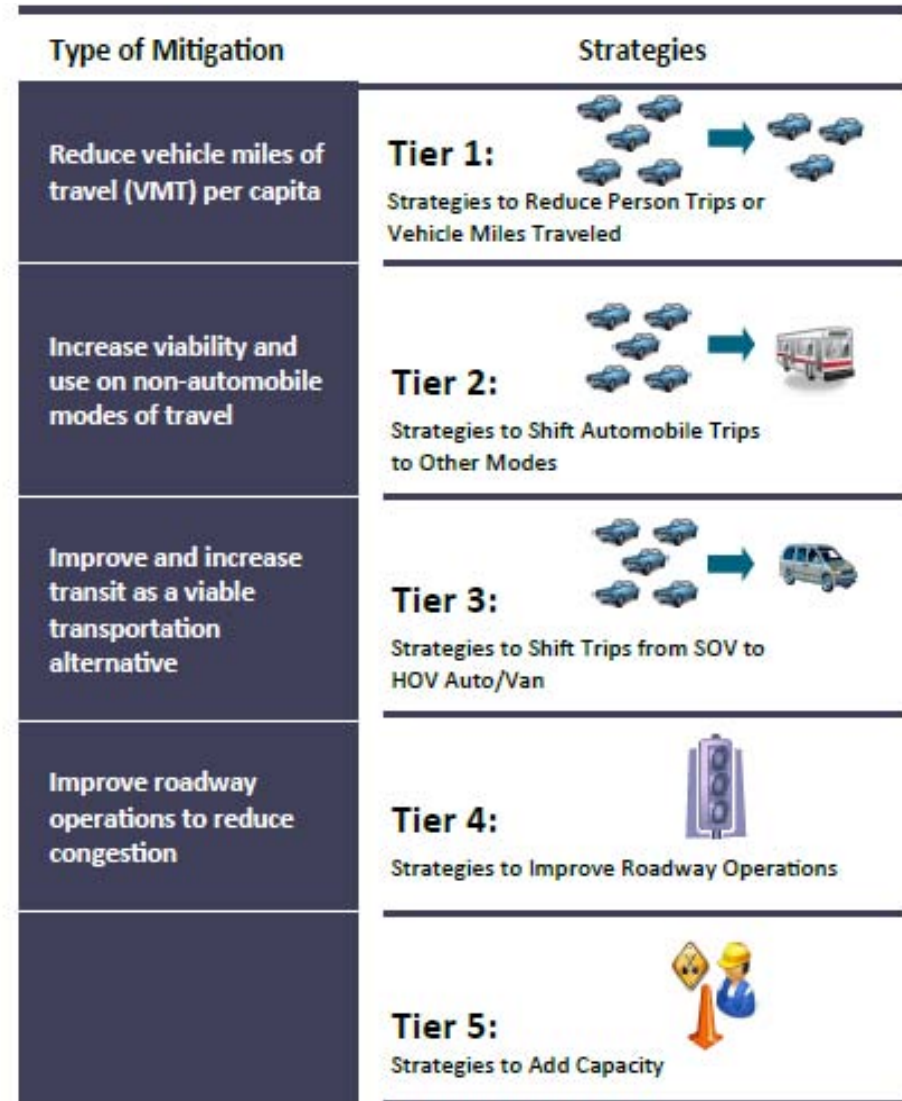 Type of Mitigation
Strategies
Reduce vehicle miles of
travel (VMT) per capita
Tier 1:
Strategies to Reduce Person Trips or
Vehicle Miles Traveled
Increase viability and
use on non-automobile
modes of travel
Tier 2:
Strategies to Shift Automobile Trips
to Other Modes
Improve and increase
transit as a viable
transportation
alternative
Tier 3:
Strategies to Shift Trips from SOV to
HOV Auto/Van
Improve roadway
operations to reduce
congestion
Tier 4:
Strategies to Improve Roadway Operations
Tier 5:
Strategies to Add Capacity